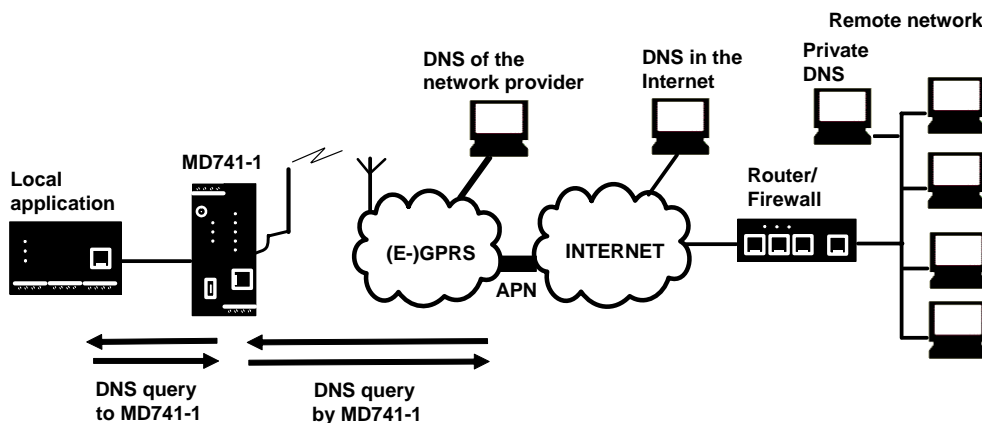 Remote network
DNS of the
network provider
DNS in the
Internet
Private
DNS
MD741-1
Local
application
Router/
Firewall
(E-)GPRS
INTERNET
APN
DNS query
to MD741-1
DNS query
by MD741-1